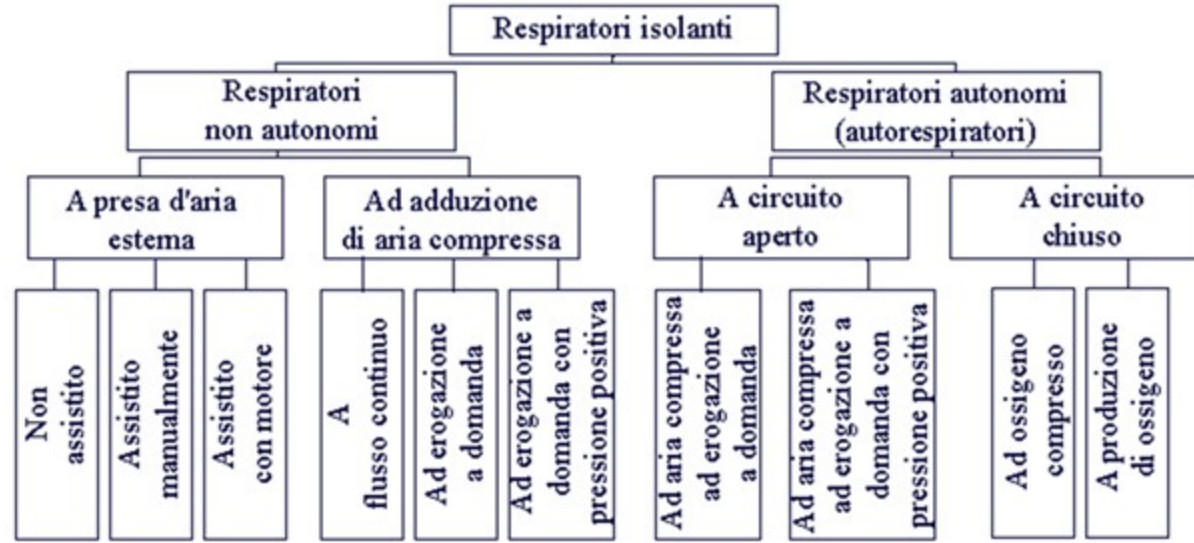 Respiratori isolanti
Respiratori
non autonomi
Respiratori autonomi
(autorespiratori)
A presa d'aria
esterna
Ad adduzione
di aria compressa
A circuito
aperto
A circuito
chiuso
Non
assistito
Assistito
manualmente
Assistito
con motore
A
flusso continuo
Ad erogazione
a domanda
Ad erogazione a
domanda con
pressione positiva
Ad aria compressa
ad erogazione
a domanda
Ad aria compressa
ad erogazione a
domanda con
pressione positiva
Ad ossigeno
compresso
A produzione
di ossigeno